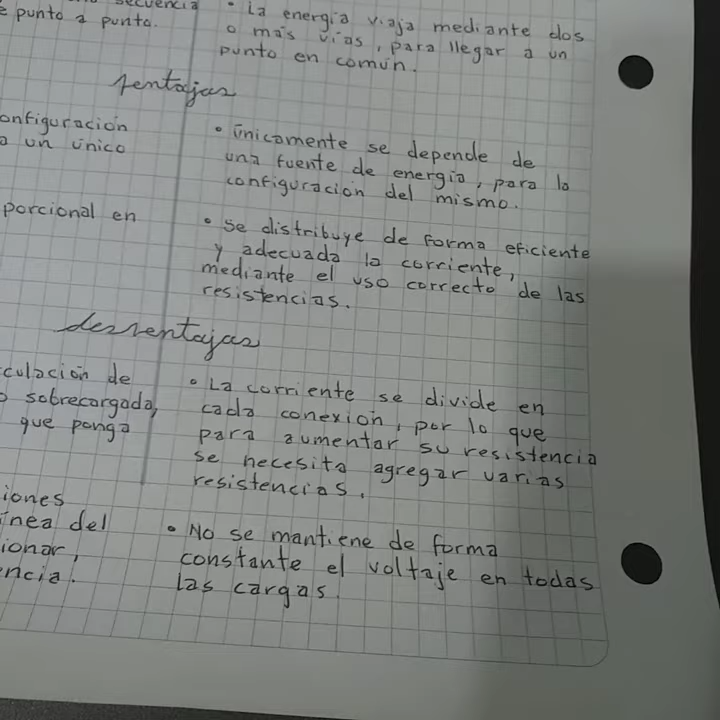 secuencia
e punto a punto.
• La energía viaja mediante dos
o más vías, para llegar a un
punto en común.
Ventajas
onfiguración
a un único
porcional en
• únicamente se depende de
una fuente de energía, para la
configuración del mismo.
• se distribuye de forma eficiente
y adecuada la corriente,
mediante el uso correcto de las
resistencias.
desventajas
culación de
o sobrecargada,
que ponga
iones
ínea del
ionar,
encia.
• La corriente se divide en
cada conexión, por lo que
para aumentar su resistencia
se necesita agregar varias
resistencias.
• No se mantiene de forma
constante el voltaje en todas
las cargas.